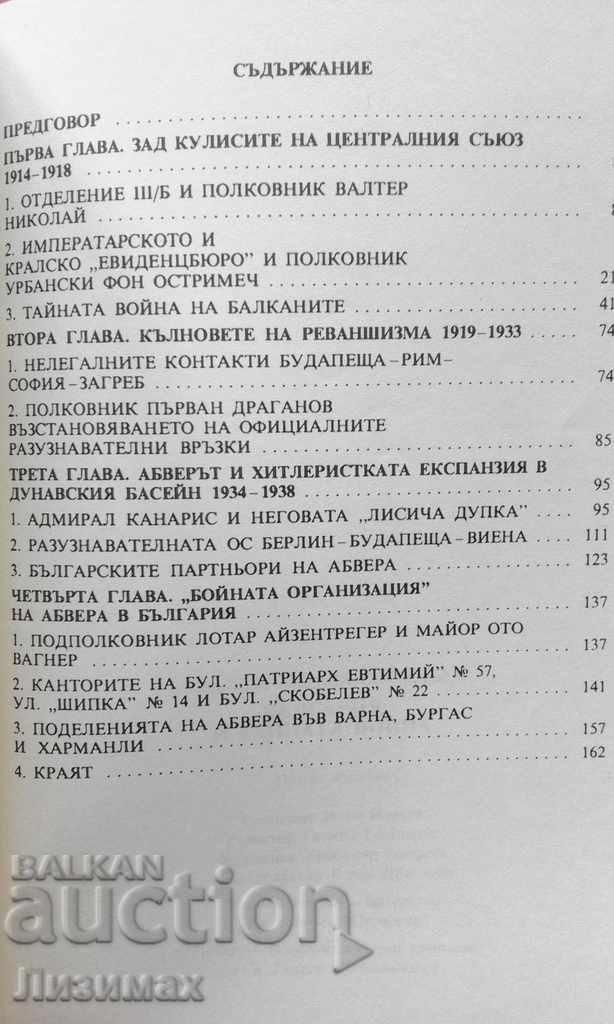 СЪДЪРЖАНИЕ
ПРЕДГОВОР
ПЪРВА ГЛАВА. ЗАД КУЛИСИТЕ НА ЦЕНТРАЛНИЯ СЪЮЗ
1914–1918
1. ОТДЕЛЕНИЕ III/Б И ПОЛКОВНИК ВАЛТЕР
НИКОЛАЙ
2. ИМПЕРАТАРСКОТО И
КРАЛСКО „ЕВИДЕНЦБЮРО" И ПОЛКОВНИК
УРБАНСКИ ФОН ОСТРИМЕЧ 21
3. ТАЙНАТА ВОЙНА НА БАЛКАНИТЕ 41
ВТОРА ГЛАВА. КЪЛНОВЕТЕ НА РЕВАНШИЗМА 1919–1933 74
1. НЕЛЕГАЛНИТЕ КОНТАКТИ БУДАПЕЩА–РИМ–
СОФИЯ–ЗАГРЕБ 74
2. ПОЛКОВНИК ПЪРВАН ДРАГАНОВ
ВЪЗСТАНОВЯВАНЕТО НА ОФИЦИАЛНИТЕ
РАЗУЗНАВАТЕЛНИ ВРЪЗКИ 85
ТРЕТА ГЛАВА. АБВЕРЪТ И ХИТЛЕРИСТКАТА ЕКСПАНЗИЯ В
ДУНАВСКИЯ БАСЕЙН 1934–1938 95
1. АДМИРАЛ КАНАРИС И НЕГОВАТА „ЛИСИЧА ДУПКА" 95
2. РАЗУЗНАВАТЕЛНАТА ОС БЕРЛИН–БУДАПЕЩА–ВИЕНА 111
3. БЪЛГАРСКИТЕ ПАРТНЬОРИ НА АБВЕРА 123
ЧЕТВЪРТА ГЛАВА. „БОЙНАТА ОРГАНИЗАЦИЯ"
НА АБВЕРА В БЪЛГАРИЯ 137
1. ПОДПОЛКОВНИК ЛОТАР АЙЗЕНТРЕГЕР И МАЙОР ОТО
ВАГНЕР 137
2. КАНТОРИТЕ НА БУЛ. „ПАТРИАРХ ЕВТИМИЙ" № 57,
УЛ. „ШИПКА" № 14 И БУЛ. „СКОБЕЛЕВ" № 22 141
3. ПОДЕЛЕНИЯТА НА АБВЕРА ВЪВ ВАРНА, БУРГАС
И ХАРМАНЛИ 157
4. КРАЯТ 162
BALKAN
auction
Лизимах